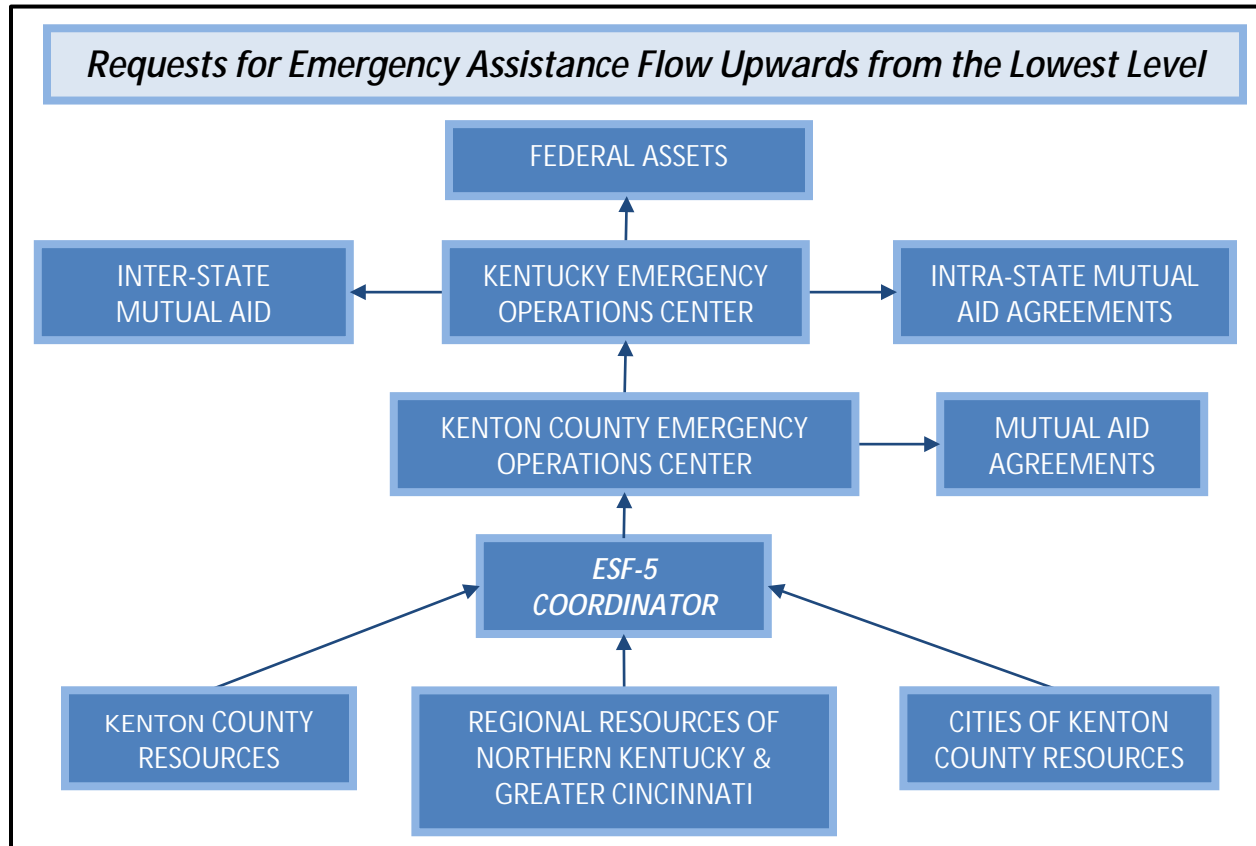 Requests for Emergency Assistance Flow Upwards from the Lowest Level
FEDERAL ASSETS
INTER-STATE
MUTUAL AID
KENTUCKY EMERGENCY
OPERATIONS CENTER
INTRA-STATE MUTUAL
AID AGREEMENTS
KENTON COUNTY EMERGENCY
OPERATIONS CENTER
MUTUAL AID
AGREEMENTS
ESF-5
COORDINATOR
KENTON COUNTY
RESOURCES
REGIONAL RESOURCES OF
NORTHERN KENTUCKY &
GREATER CINCINNATI
CITIES OF KENTON
COUNTY RESOURCES